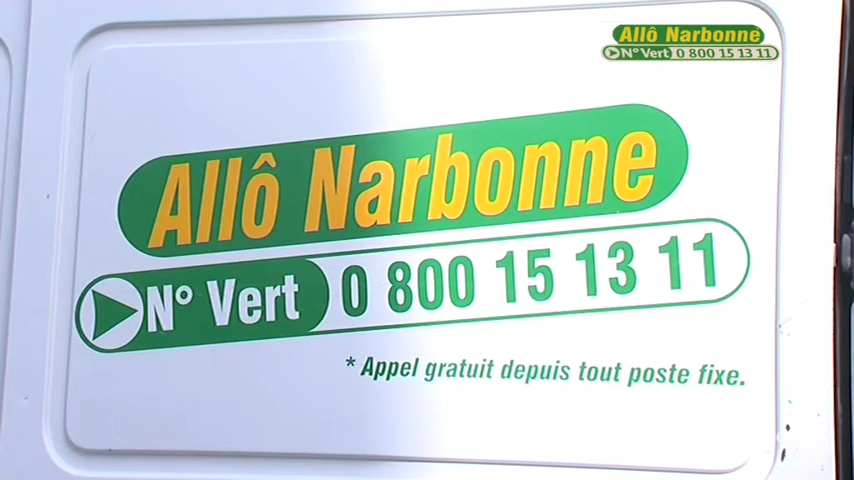 Allô Narbonne
N° Vert 0 800 15 13 11
Allô Narbonne
N° Vert 0 800 15 13 11
* Appel gratuit depuis tout poste fixe.